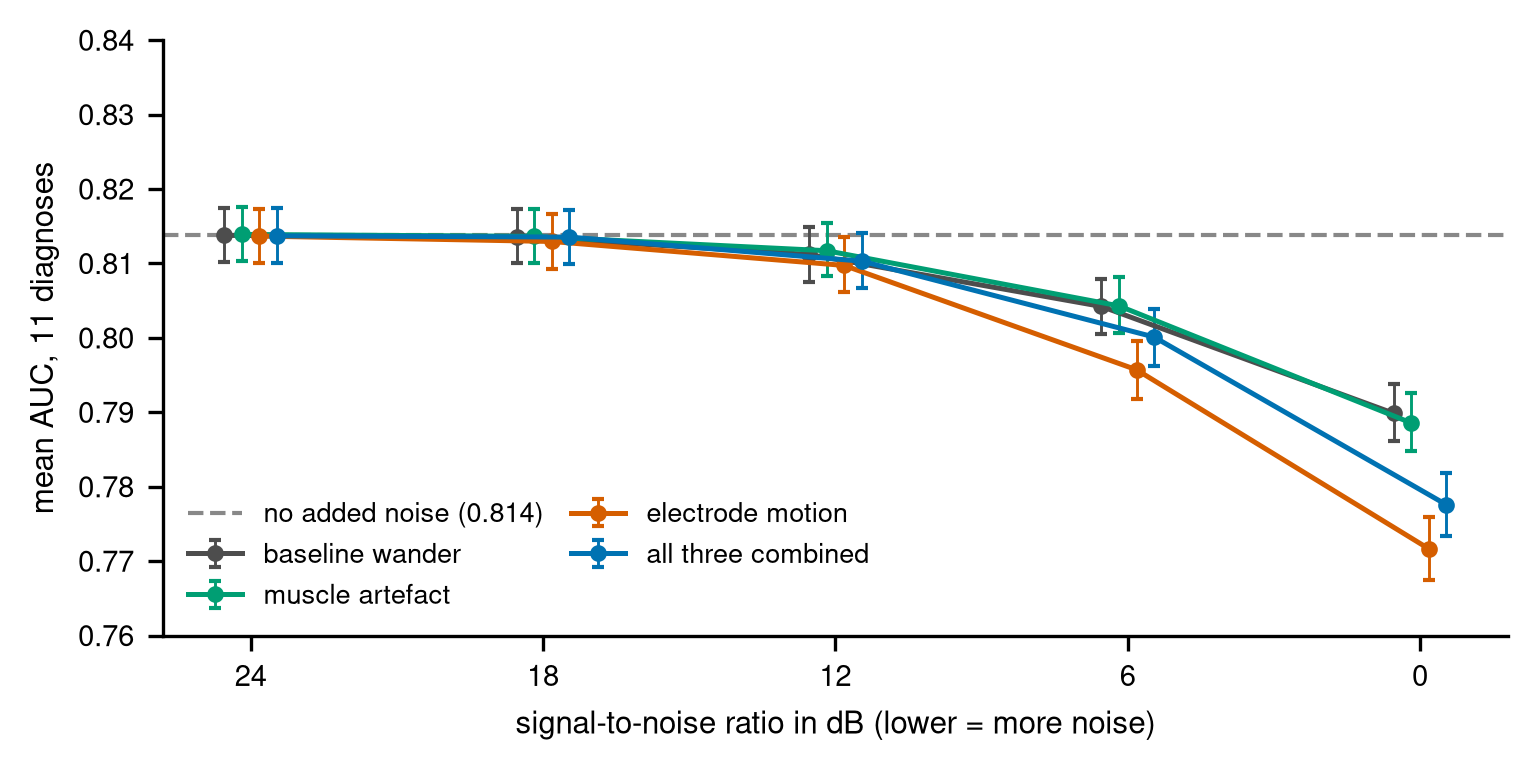 0.84
0.83
0.82
0.81
0.80
0.79
0.78
0.77
0.76
mean AUC, 11 diagnoses
no added noise (0.814)
baseline wander
muscle artefact
electrode motion
all three combined
24 18 12 6 0
signal-to-noise ratio in dB (lower = more noise)